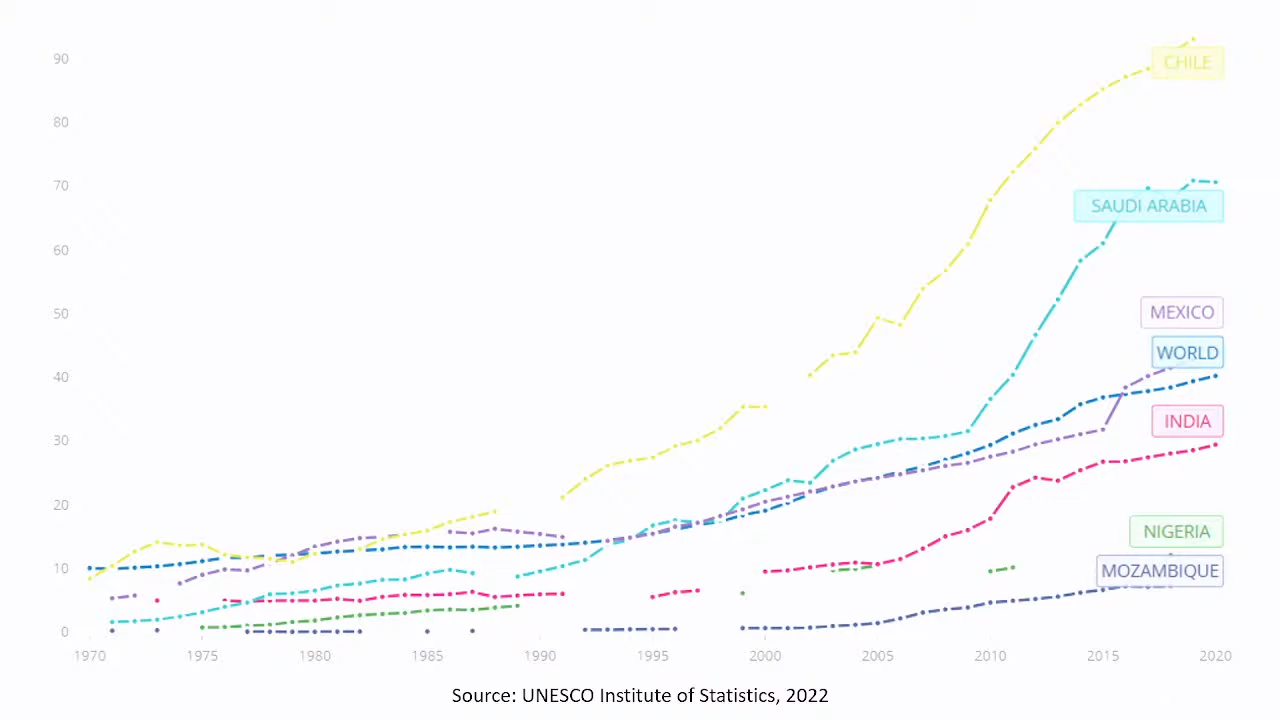 90
CHILE
80
70
SAUDI ARABIA
60
50
MEXICO
WORLD
40
INDIA
30
20
NIGERIA
10
MOZAMBIQUE
0
1970 1975 1980 1985 1990 1995 2000 2005 2010 2015 2020
Source: UNESCO Institute of Statistics, 2022